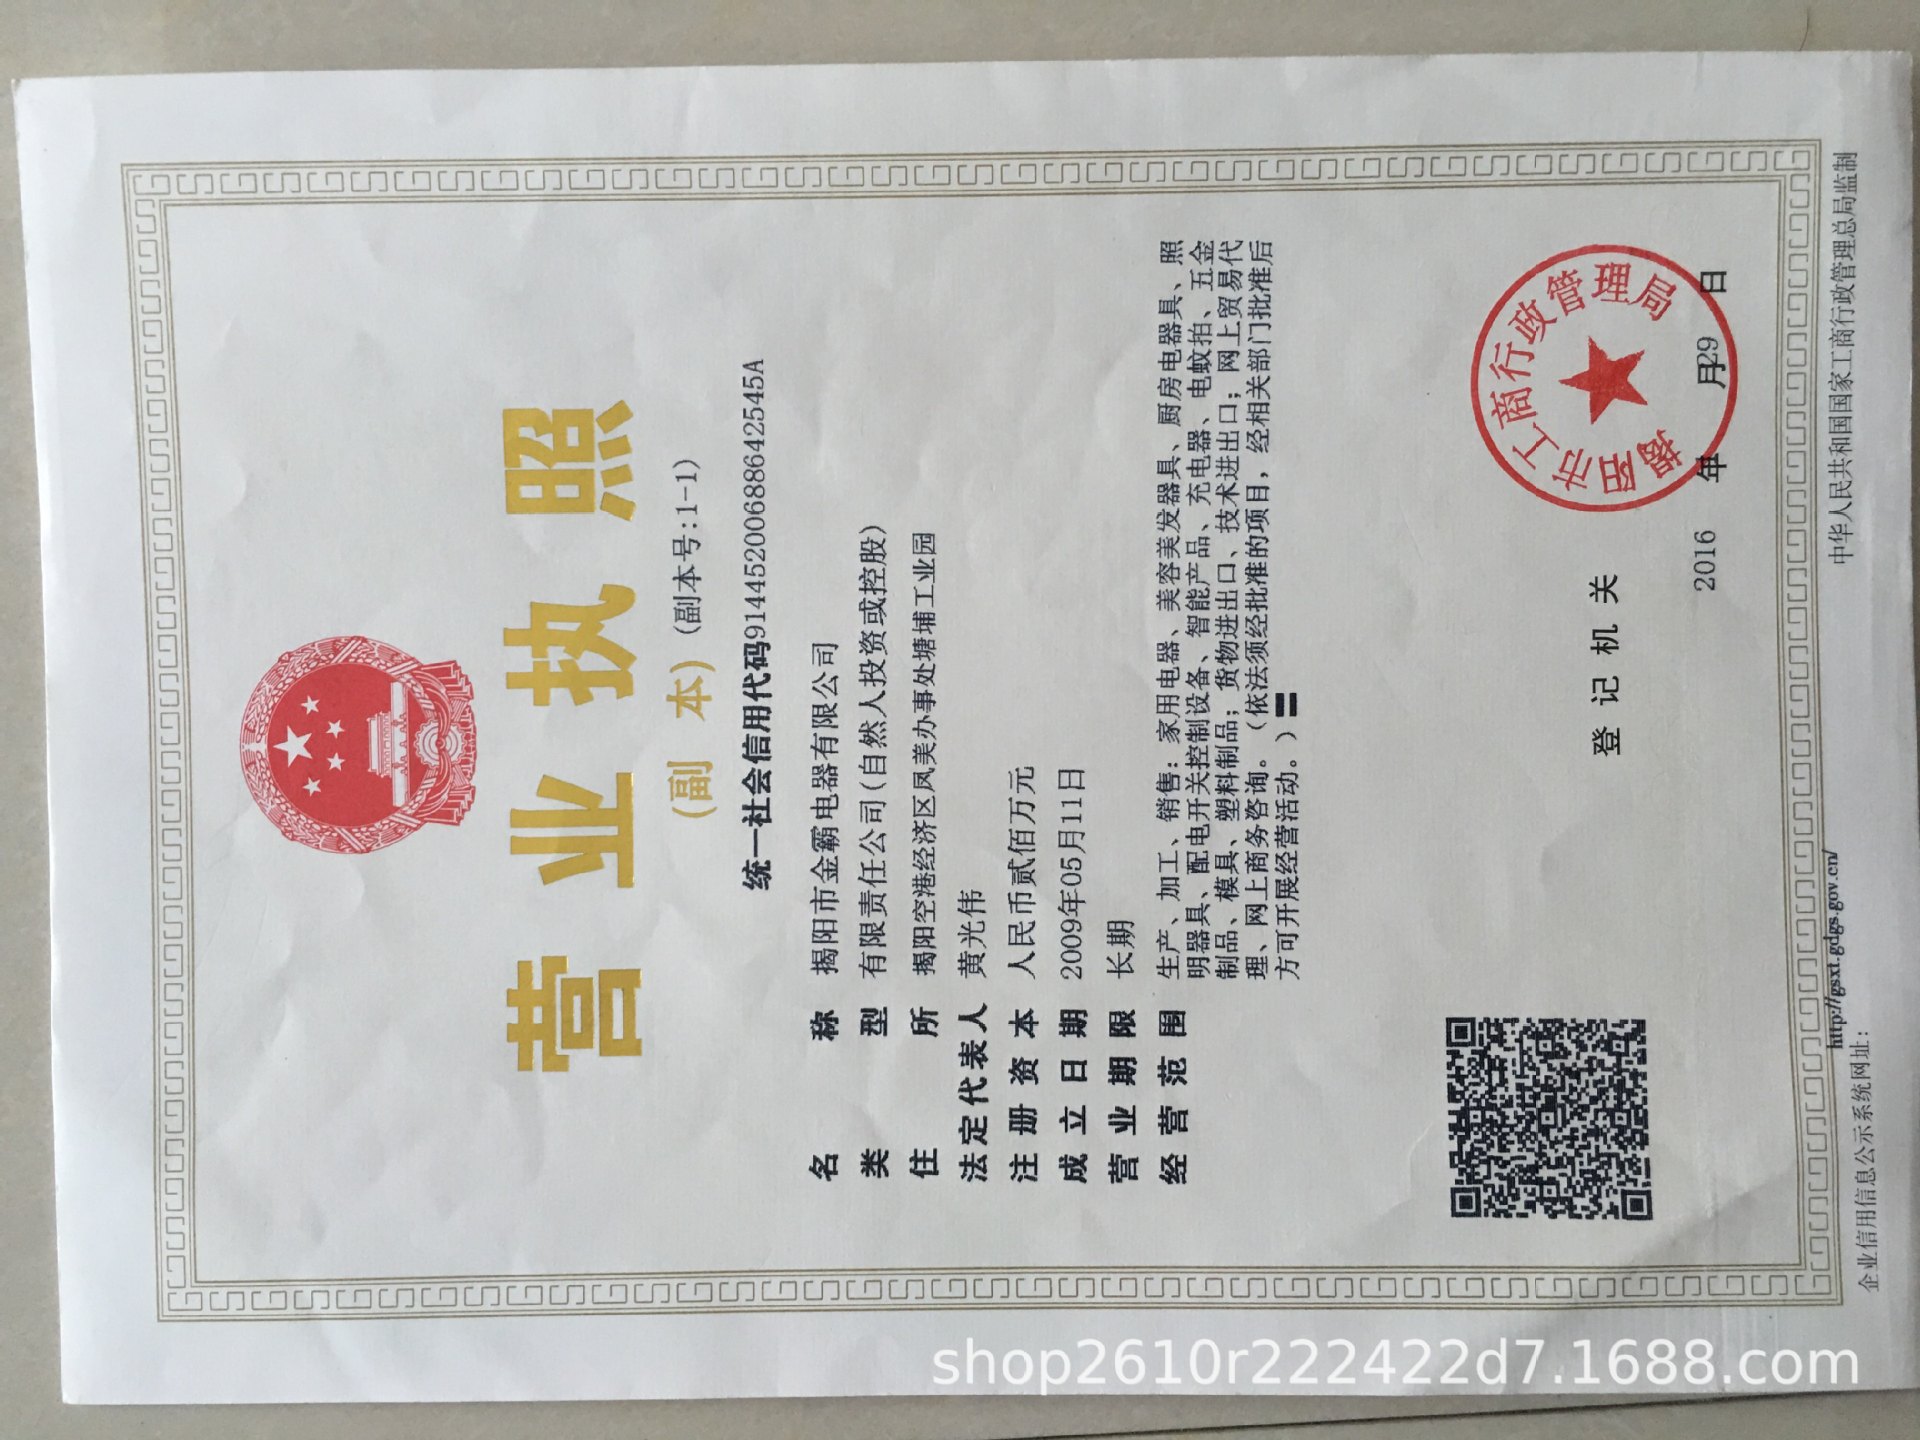 营业执照
(副 本)
(副本号:1-1)
统一社会信用代码91445200688642545A
名称 揭阳市金霸电器有限公司
类型 有限责任公司(自然人投资或控股)
住所 揭阳空港经济区凤美办事处塘埔工业园
法定代表人 黄光伟
注册资本 人民币贰佰万元
成立日期 2009年05月11日
营业期限 长期
经营范围 生产、加工、销售：家用电器、美容美发器具、厨房电器具、照
明器具、配电开关控制设备、智能产品、充电器、电蚊拍、五金
制品、模具、塑料制品；货物进出口、技术进出口；网上贸易代
理、网上商务咨询。（依法须经批准的项目，经相关部门批准后
方可开展经营活动。）
登记机关
揭阳市工商行政管理局
2016 年 月29 日
企业信用信息公示系统网址：
http://gsxt.gdgs.gov.cn/
中华人民共和国国家工商行政管理总局监制
shop2610r222422d7.1688.com